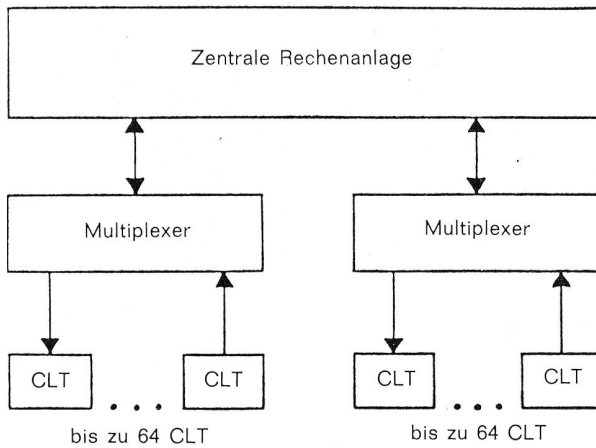 Zentrale Rechenanlage
Multiplexer
Multiplexer
CLT
CLT
CLT
CLT
bis zu 64 CLT
bis zu 64 CLT